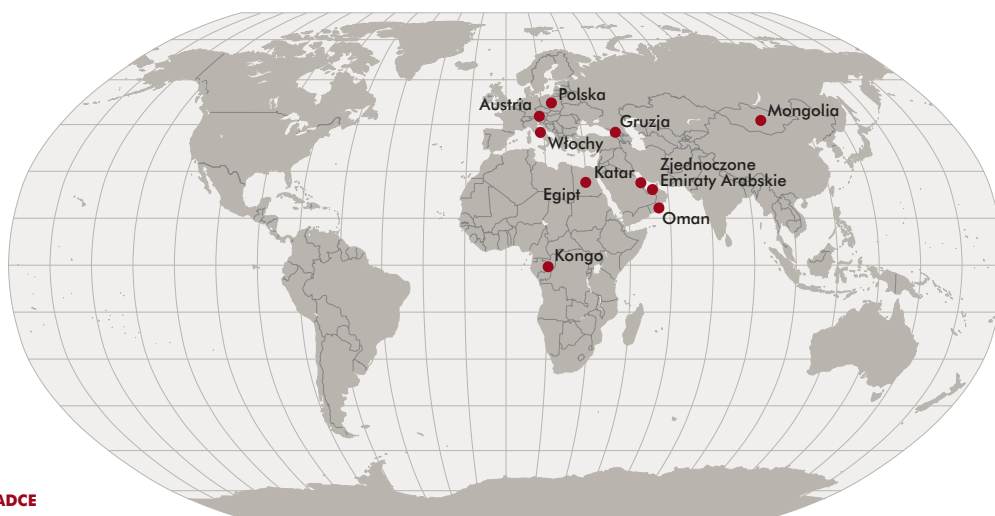 Polska
Austria
Mongolia
Gruzja
Włochy
Zjednoczone
Emiraty Arabskie
Katar
Egipt
Oman
Kongo
ADCE